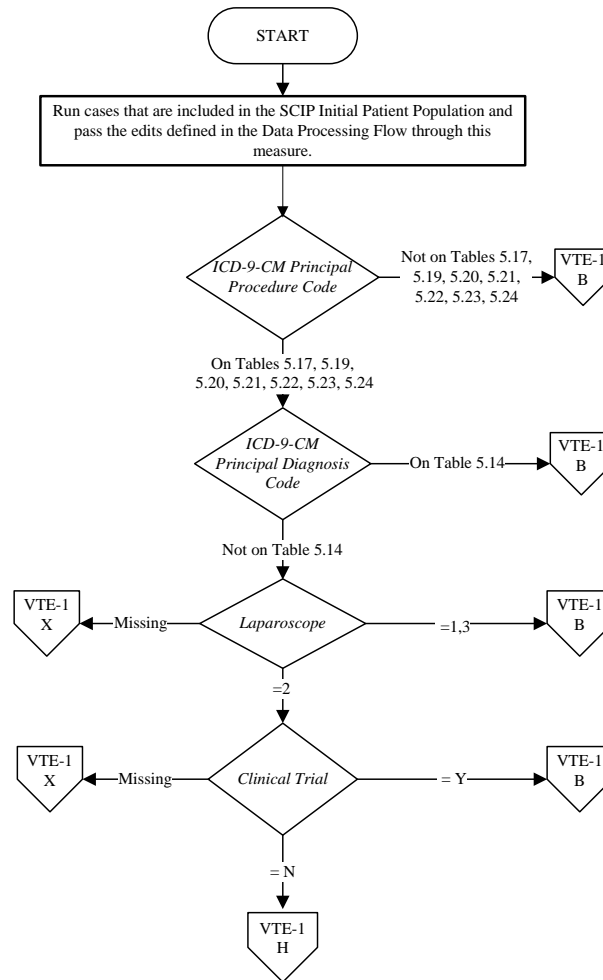 START
Run cases that are included in the SCIP Initial Patient Population and
pass the edits defined in the Data Processing Flow through this
measure.
ICD-9-CM Principal
Procedure Code
Not on Tables 5.17,
5.19, 5.20, 5.21,
5.22, 5.23, 5.24
VTE-1
B
On Tables 5.17, 5.19,
5.20, 5.21, 5.22, 5.23, 5.24
ICD-9-CM
Principal Diagnosis
Code
On Table 5.14
VTE-1
B
Not on Table 5.14
VTE-1
X
Missing
Laparoscope
=1,3
VTE-1
B
=2
VTE-1
X
Missing
Clinical Trial
= Y
VTE-1
B
= N
VTE-1
H